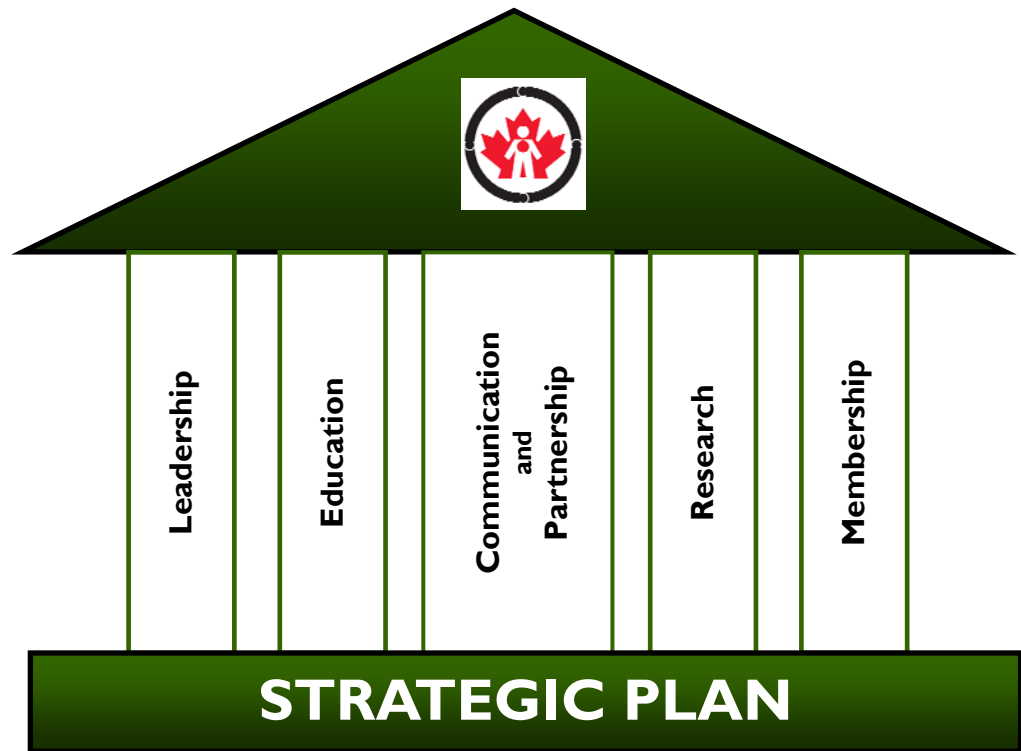 Leadership
Education
Communication
and
Partnership
Research
Membership
STRATEGIC PLAN